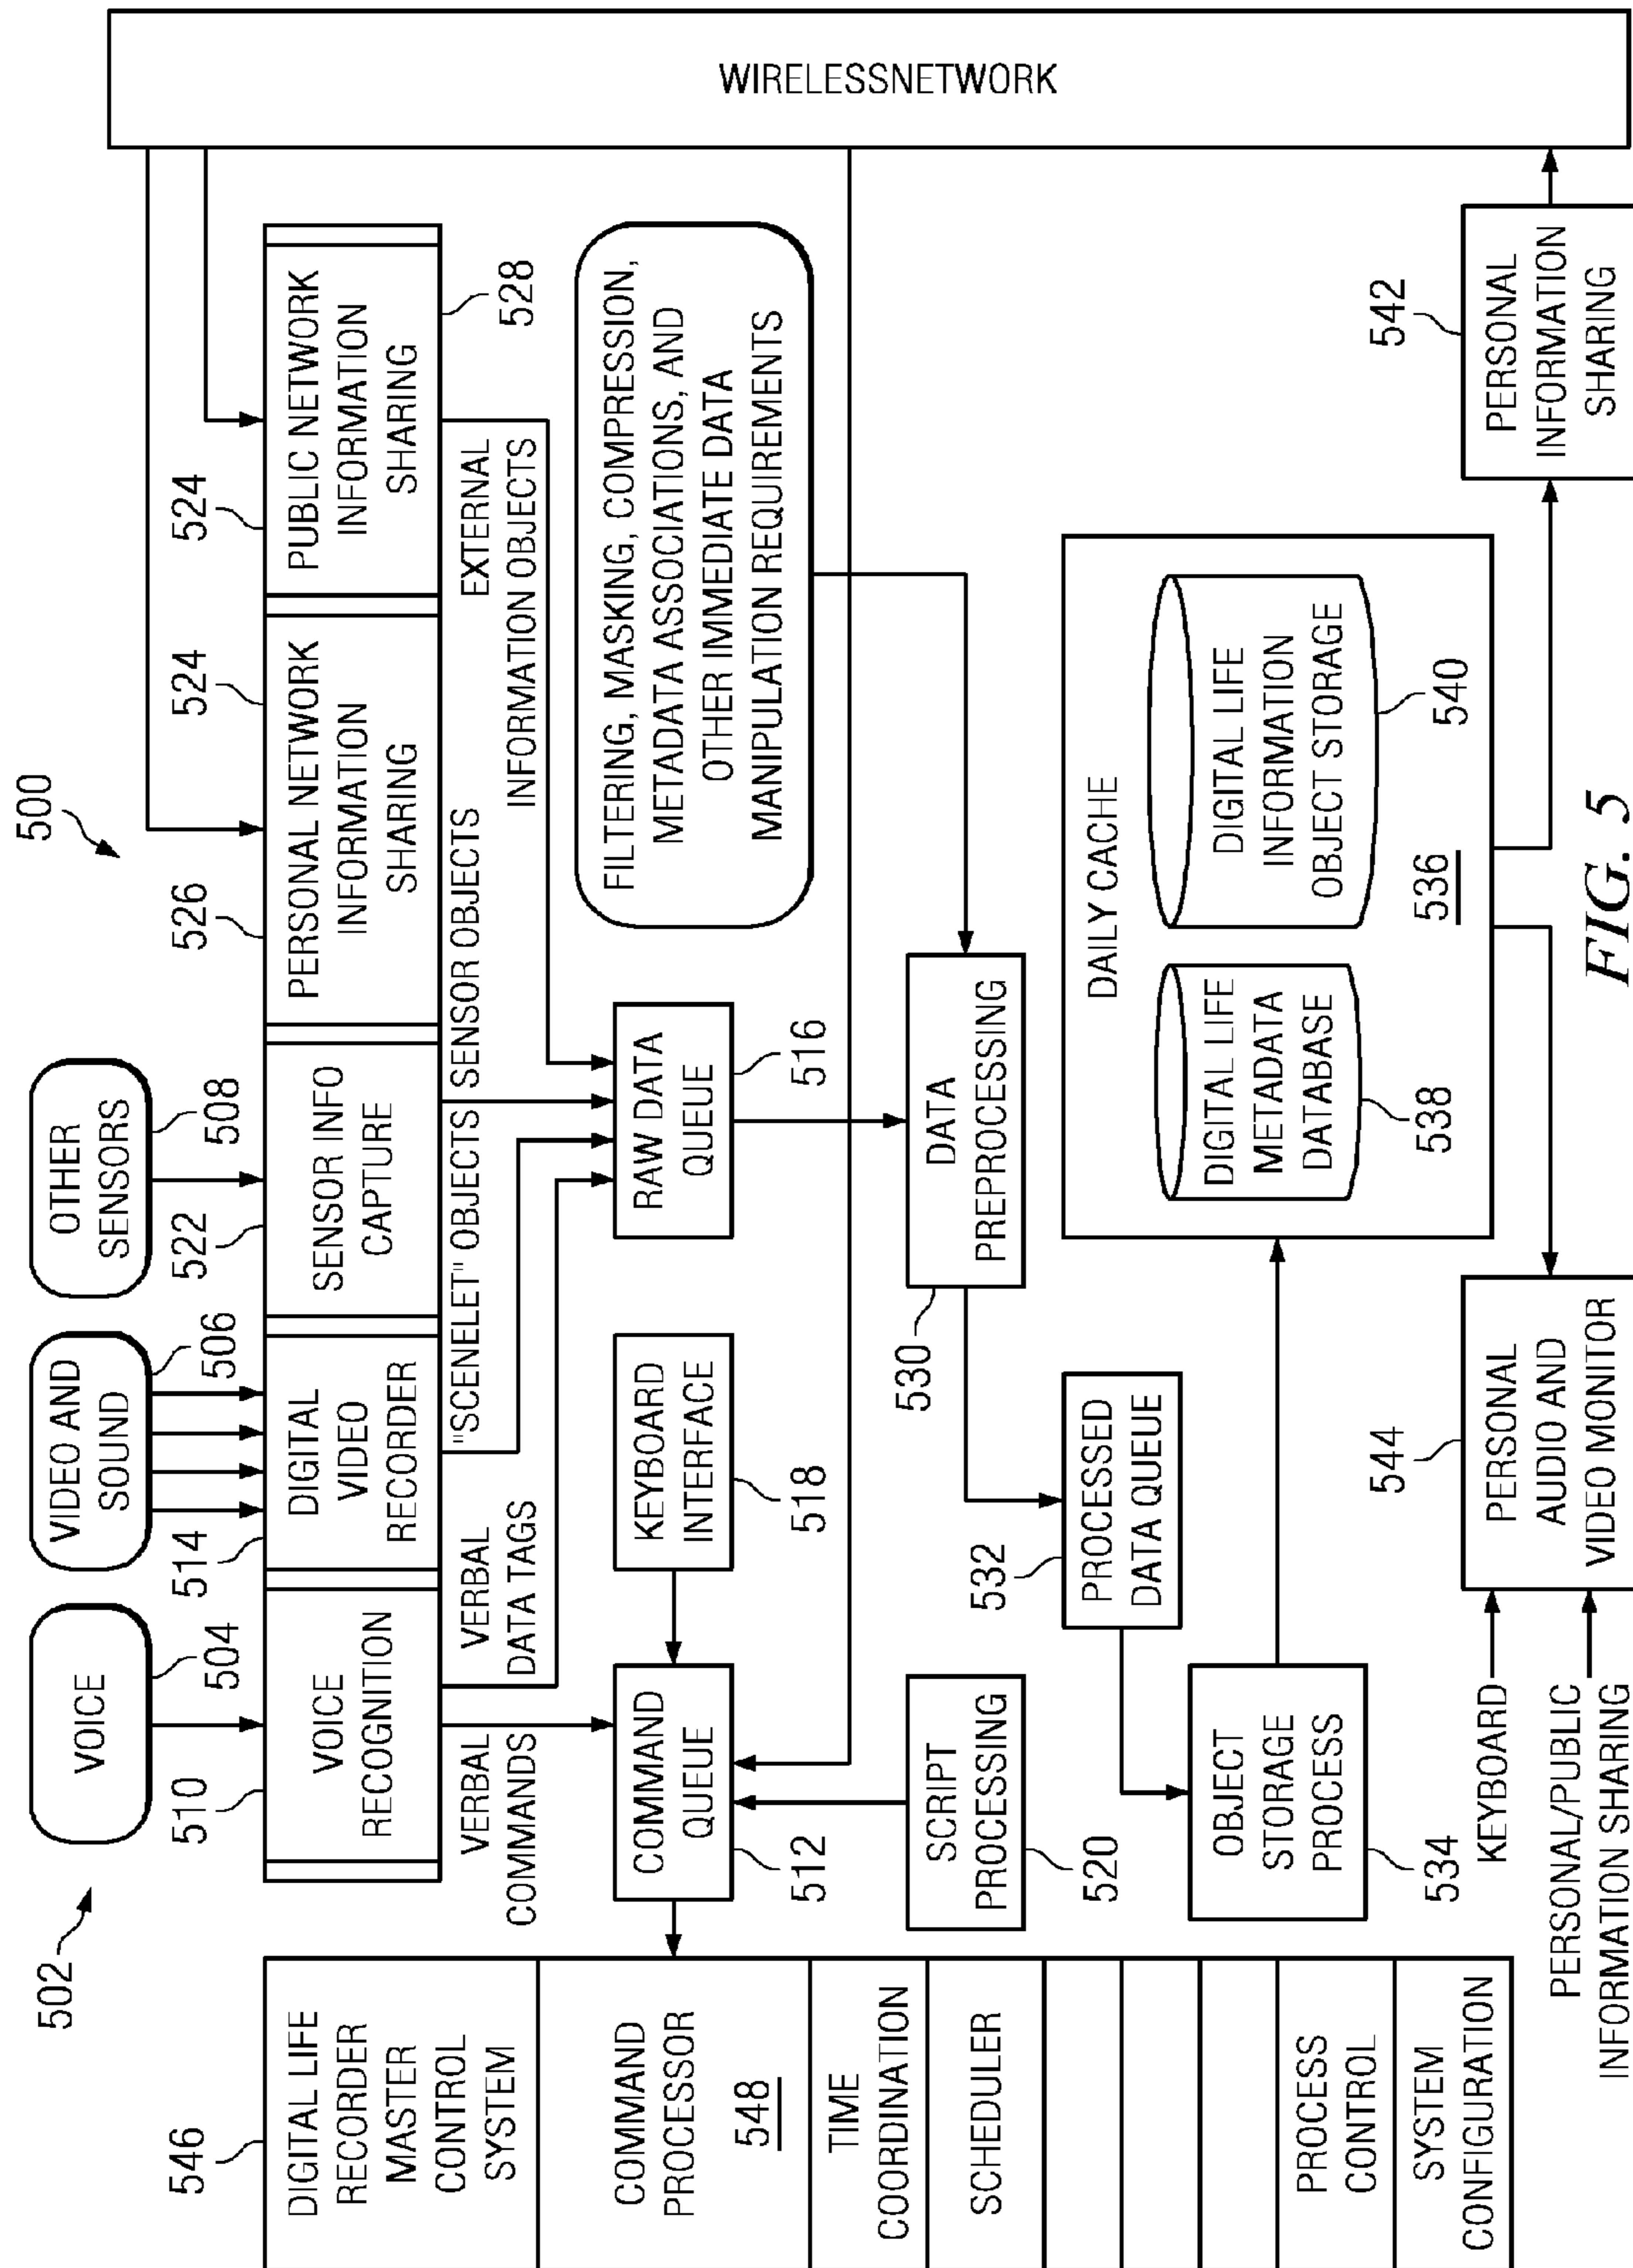 500
502
VOICE
504
VIDEO AND
SOUND
506
OTHER
SENSORS
508
510
514
522
526
524
524
VOICE
RECOGNITION
DIGITAL
VIDEO
RECORDER
SENSOR INFO
CAPTURE
PERSONAL NETWORK
INFORMATION
SHARING
PUBLIC NETWORK
INFORMATION
SHARING
528
VERBAL
COMMANDS
VERBAL
DATA TAGS
"SCENELET" OBJECTS
SENSOR OBJECTS
EXTERNAL
INFORMATION OBJECTS
546
DIGITAL LIFE
RECORDER
MASTER
CONTROL
SYSTEM
COMMAND
PROCESSOR
548
TIME
COORDINATION
SCHEDULER
PROCESS
CONTROL
SYSTEM
CONFIGURATION
COMMAND
QUEUE
512
KEYBOARD
INTERFACE
518
RAW DATA
QUEUE
516
FILTERING, MASKING, COMPRESSION,
METADATA ASSOCIATIONS, AND
OTHER IMMEDIATE DATA
MANIPULATION REQUIREMENTS
SCRIPT
PROCESSING
520
DATA
PREPROCESSING
530
532
PROCESSED
DATA QUEUE
OBJECT
STORAGE
PROCESS
534
DAILY CACHE
DIGITAL LIFE
METADATA
DATABASE
538
DIGITAL LIFE
INFORMATION
OBJECT STORAGE
540
536
KEYBOARD
PERSONAL/PUBLIC
INFORMATION SHARING
544
PERSONAL
AUDIO AND
VIDEO MONITOR
542
PERSONAL
INFORMATION
SHARING
WIRELESSNETWORK
FIG. 5